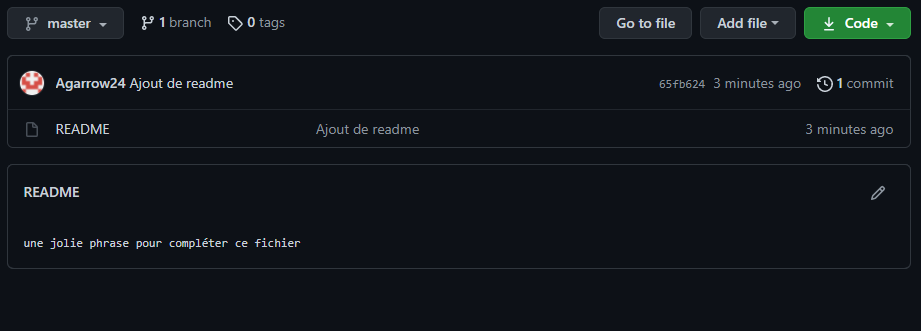 master 1 branch 0 tags Go to file Add file Code
Agarrow24 Ajout de readme 65fb624 3 minutes ago 1 commit
README Ajout de readme 3 minutes ago
README
une jolie phrase pour compléter ce fichier